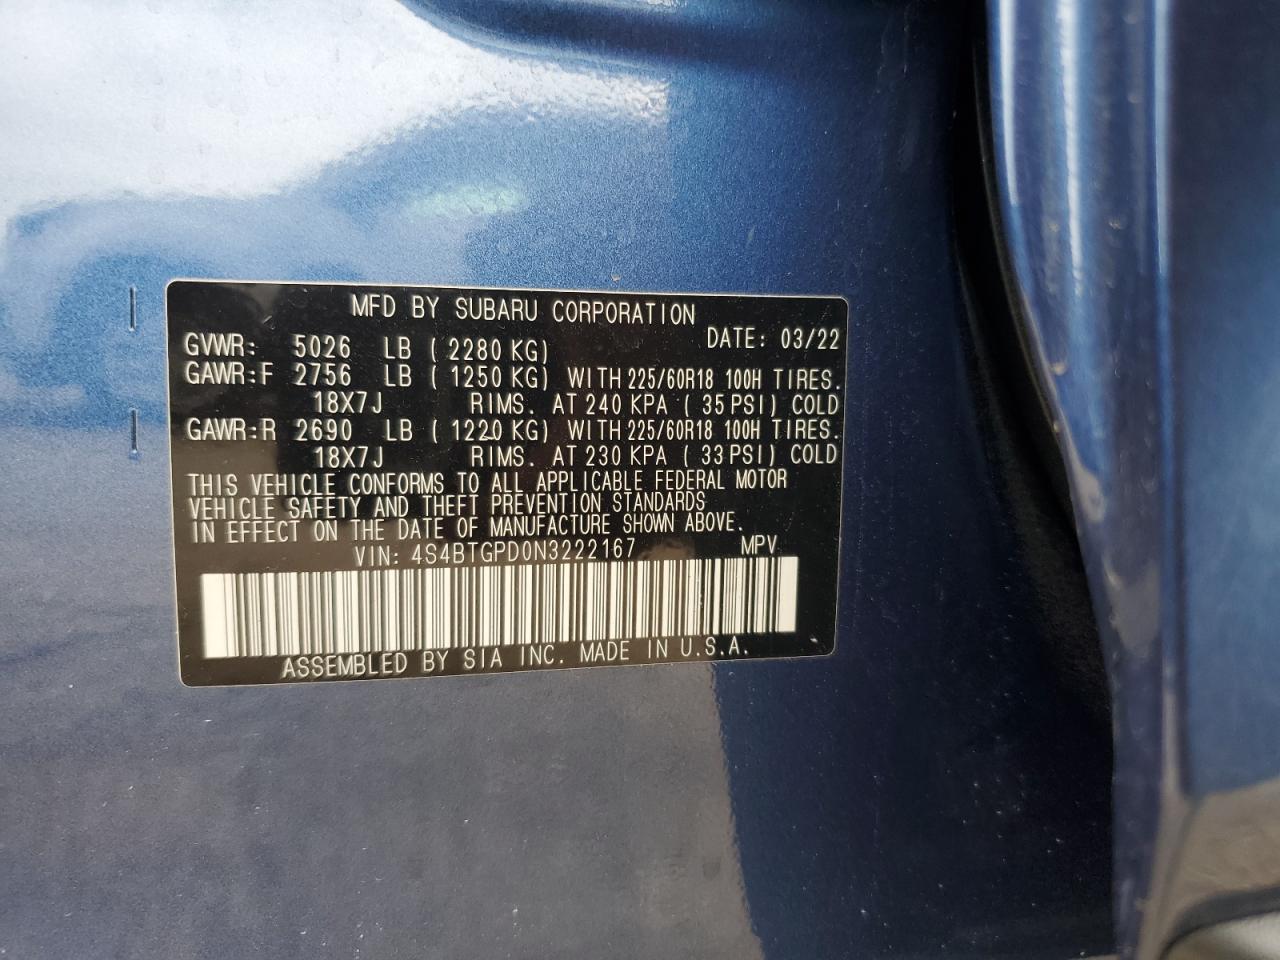 MFD BY SUBARU CORPORATION
DATE: 03/22
GVWR: 5026 LB ( 2280 KG)
GAWR:F 2756 LB ( 1250 KG) WITH 225/60R18 100H TIRES.
18X7J RIMS. AT 240 KPA ( 35 PSI) COLD
GAWR:R 2690 LB ( 1220 KG) WITH 225/60R18 100H TIRES.
18X7J RIMS. AT 230 KPA ( 33 PSI) COLD
THIS VEHICLE CONFORMS TO ALL APPLICABLE FEDERAL MOTOR
VEHICLE SAFETY AND THEFT PREVENTION STANDARDS
IN EFFECT ON THE DATE OF MANUFACTURE SHOWN ABOVE.
VIN: 4S4BTGPD0N3222167 MPV
ASSEMBLED BY SIA INC. MADE IN U.S.A.